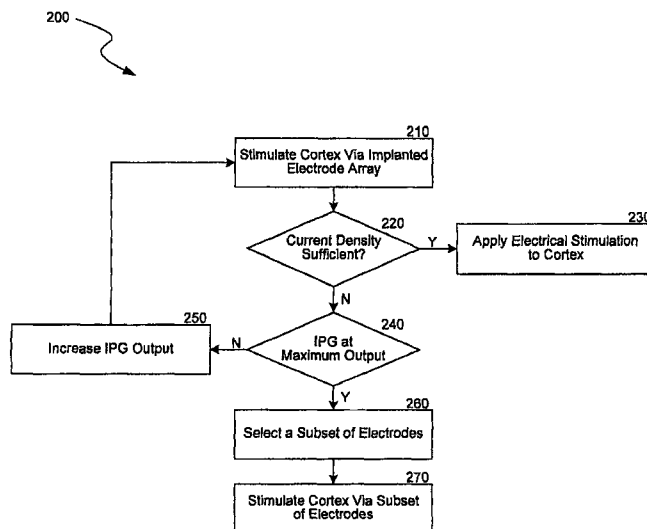 200
210
Stimulate Cortex Via Implanted
Electrode Array
220
Current Density
Sufficient?
Y
230
Apply Electrical Stimulation
to Cortex
N
240
IPG at
Maximum Output
N
250
Increase IPG Output
Y
260
Select a Subset of Electrodes
270
Stimulate Cortex Via Subset
of Electrodes